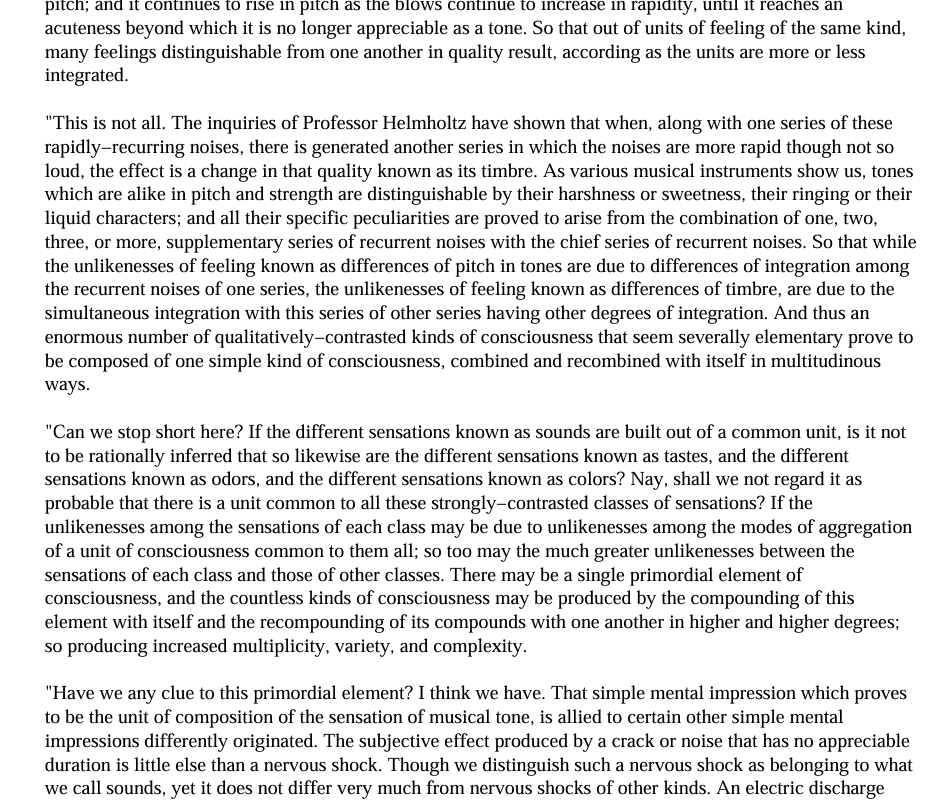 pitch; and it continues to rise in pitch as the blows continue to increase in rapidity, until it reaches an
acuteness beyond which it is no longer appreciable as a tone. So that out of units of feeling of the same kind,
many feelings distinguishable from one another in quality result, according as the units are more or less
integrated.
"This is not all. The inquiries of Professor Helmholtz have shown that when, along with one series of these
rapidly−recurring noises, there is generated another series in which the noises are more rapid though not so
loud, the effect is a change in that quality known as its timbre. As various musical instruments show us, tones
which are alike in pitch and strength are distinguishable by their harshness or sweetness, their ringing or their
liquid characters; and all their specific peculiarities are proved to arise from the combination of one, two,
three, or more, supplementary series of recurrent noises with the chief series of recurrent noises. So that while
the unlikenesses of feeling known as differences of pitch in tones are due to differences of integration among
the recurrent noises of one series, the unlikenesses of feeling known as differences of timbre, are due to the
simultaneous integration with this series of other series having other degrees of integration. And thus an
enormous number of qualitatively−contrasted kinds of consciousness that seem severally elementary prove to
be composed of one simple kind of consciousness, combined and recombined with itself in multitudinous
ways.
"Can we stop short here? If the different sensations known as sounds are built out of a common unit, is it not
to be rationally inferred that so likewise are the different sensations known as tastes, and the different
sensations known as odors, and the different sensations known as colors? Nay, shall we not regard it as
probable that there is a unit common to all these strongly−contrasted classes of sensations? If the
unlikenesses among the sensations of each class may be due to unlikenesses among the modes of aggregation
of a unit of consciousness common to them all; so too may the much greater unlikenesses between the
sensations of each class and those of other classes. There may be a single primordial element of
consciousness, and the countless kinds of consciousness may be produced by the compounding of this
element with itself and the recompounding of its compounds with one another in higher and higher degrees;
so producing increased multiplicity, variety, and complexity.
"Have we any clue to this primordial element? I think we have. That simple mental impression which proves
to be the unit of composition of the sensation of musical tone, is allied to certain other simple mental
impressions differently originated. The subjective effect produced by a crack or noise that has no appreciable
duration is little else than a nervous shock. Though we distinguish such a nervous shock as belonging to what
we call sounds, yet it does not differ very much from nervous shocks of other kinds. An electric discharge